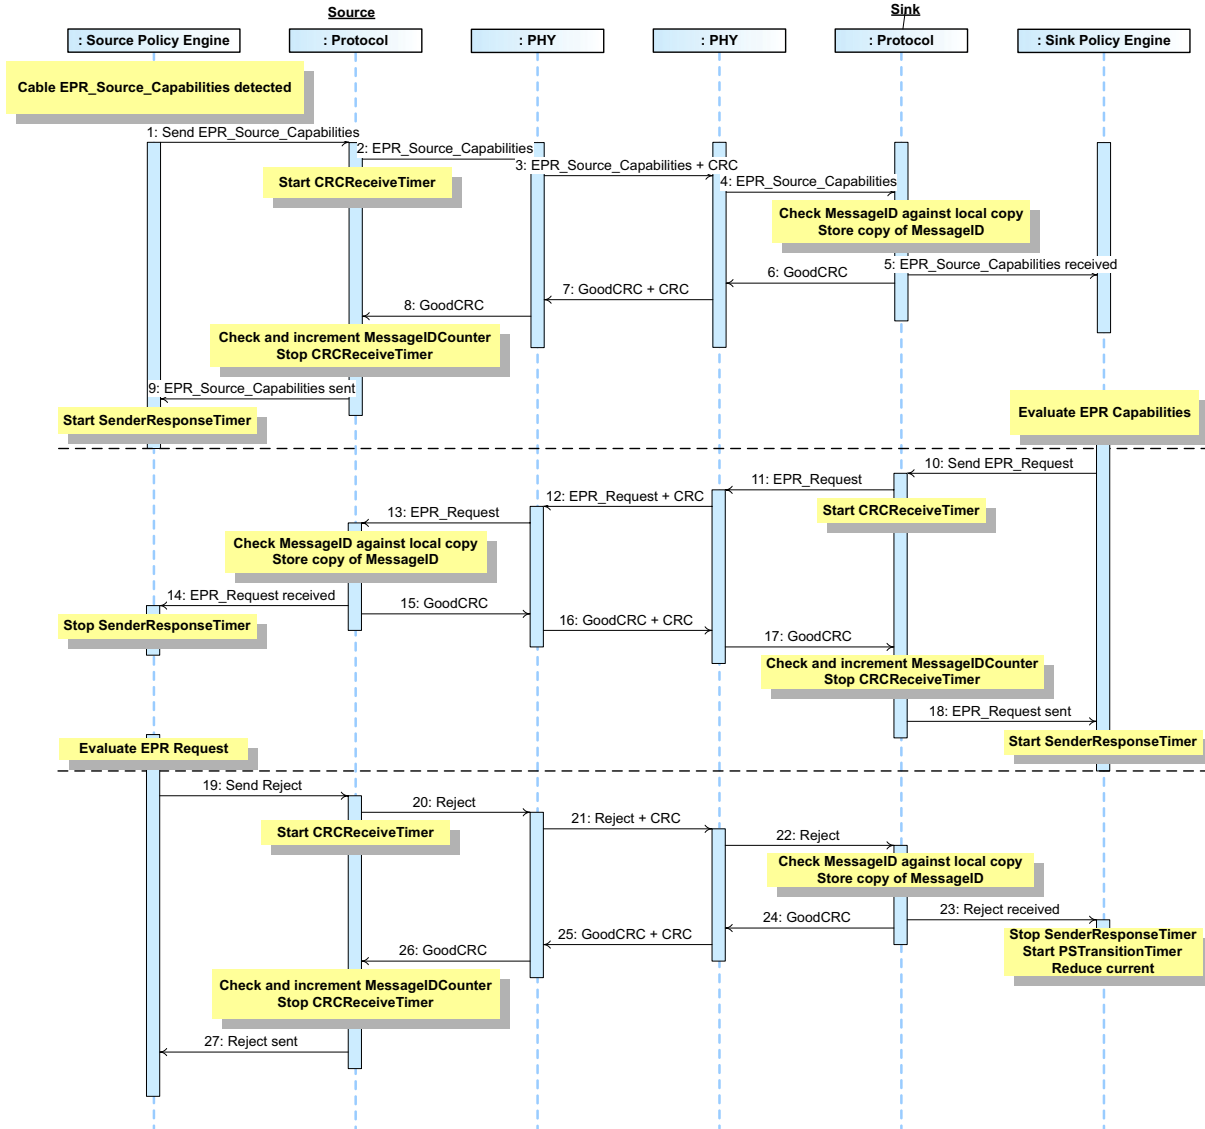 Source
Sink
: Source Policy Engine
: Protocol
: PHY
: PHY
: Protocol
: Sink Policy Engine
Cable EPR_Source_Capabilities detected
1: Send EPR_Source_Capabilities
2: EPR_Source_Capabilities
3: EPR_Source_Capabilities + CRC
Start CRCReceiveTimer
4: EPR_Source_Capabilities
Check MessageID against local copy
Store copy of MessageID
5: EPR_Source_Capabilities received
6: GoodCRC
7: GoodCRC + CRC
8: GoodCRC
Check and increment MessageIDCounter
Stop CRCReceiveTimer
9: EPR_Source_Capabilities sent
Start SenderResponseTimer
Evaluate EPR Capabilities
10: Send EPR_Request
11: EPR_Request
12: EPR_Request + CRC
Start CRCReceiveTimer
13: EPR_Request
Check MessageID against local copy
Store copy of MessageID
14: EPR_Request received
15: GoodCRC
Stop SenderResponseTimer
16: GoodCRC + CRC
17: GoodCRC
Check and increment MessageIDCounter
Stop CRCReceiveTimer
18: EPR_Request sent
Start SenderResponseTimer
Evaluate EPR Request
19: Send Reject
20: Reject
21: Reject + CRC
Start CRCReceiveTimer
22: Reject
Check MessageID against local copy
Store copy of MessageID
23: Reject received
24: GoodCRC
25: GoodCRC + CRC
26: GoodCRC
Stop SenderResponseTimer
Start PSTransitionTimer
Reduce current
Check and increment MessageIDCounter
Stop CRCReceiveTimer
27: Reject sent